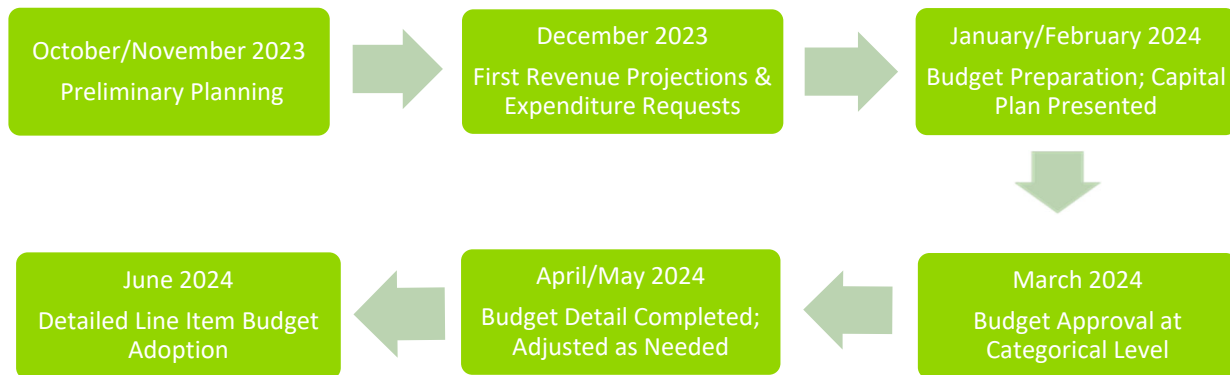 October/November 2023
Preliminary Planning
December 2023
First Revenue Projections &
Expenditure Requests
January/February 2024
Budget Preparation; Capital
Plan Presented
March 2024
Budget Approval at
Categorical Level
April/May 2024
Budget Detail Completed;
Adjusted as Needed
June 2024
Detailed Line Item Budget
Adoption